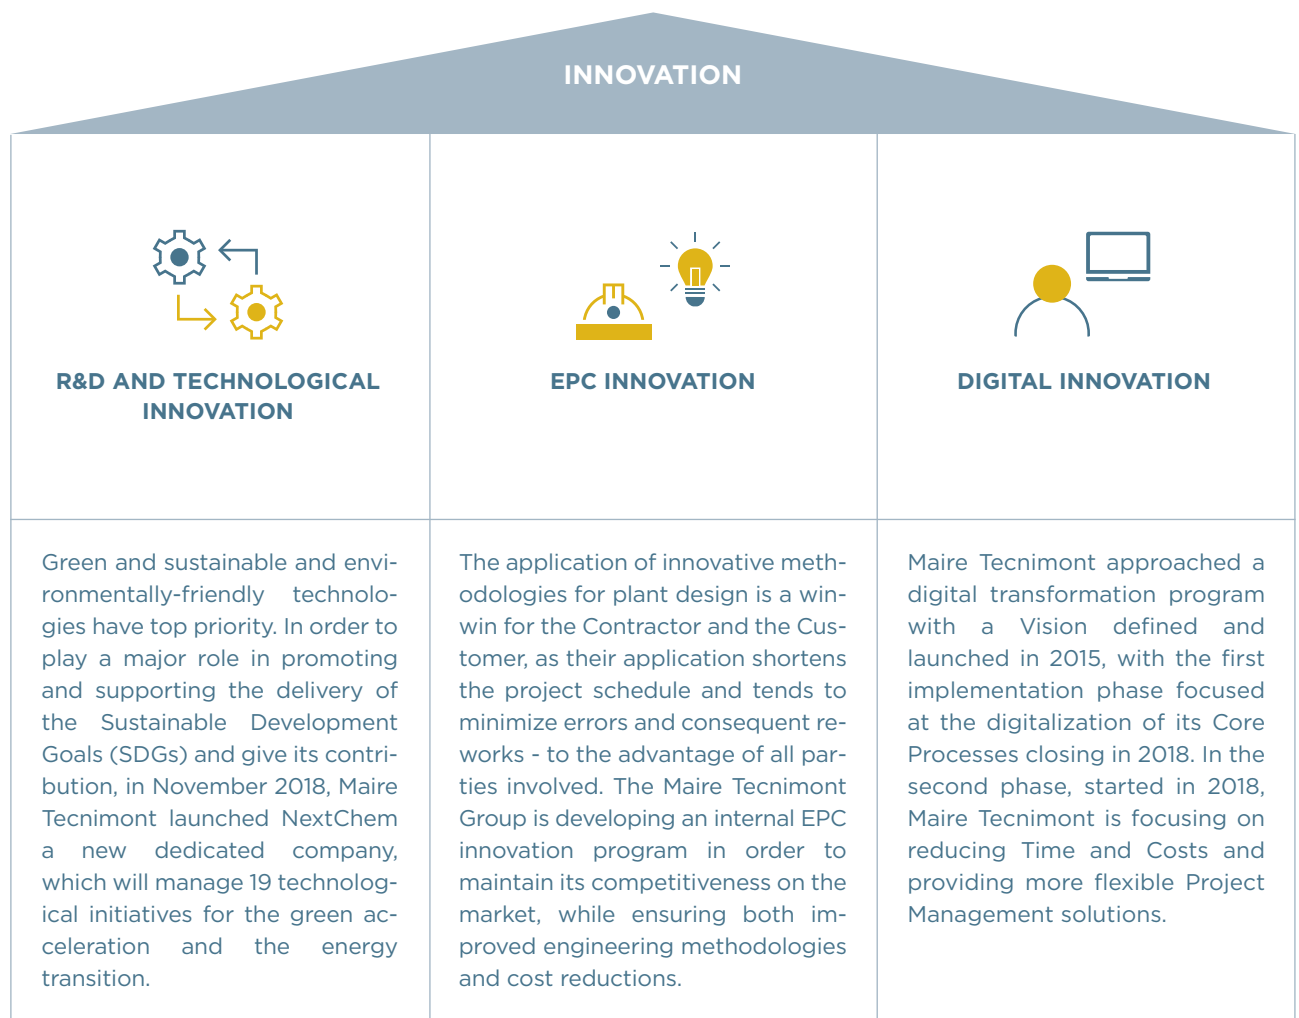 INNOVATION
R&D AND TECHNOLOGICAL
INNOVATION
EPC INNOVATION
DIGITAL INNOVATION
Green and sustainable and envi-
ronmentally-friendly technolo-
gies have top priority. In order to
play a major role in promoting
and supporting the delivery of
the Sustainable Development
Goals (SDGs) and give its contri-
bution, in November 2018, Maire
Tecnimont launched NextChem
a new dedicated company,
which will manage 19 technolog-
ical initiatives for the green ac-
celeration and the energy
transition.
The application of innovative meth-
odologies for plant design is a win-
win for the Contractor and the Cus-
tomer, as their application shortens
the project schedule and tends to
minimize errors and consequent re-
works - to the advantage of all par-
ties involved. The Maire Tecnimont
Group is developing an internal EPC
innovation program in order to
maintain its competitiveness on the
market, while ensuring both im-
proved engineering methodologies
and cost reductions.
Maire Tecnimont approached a
digital transformation program
with a Vision defined and
launched in 2015, with the first
implementation phase focused
at the digitalization of its Core
Processes closing in 2018. In the
second phase, started in 2018,
Maire Tecnimont is focusing on
reducing Time and Costs and
providing more flexible Project
Management solutions.